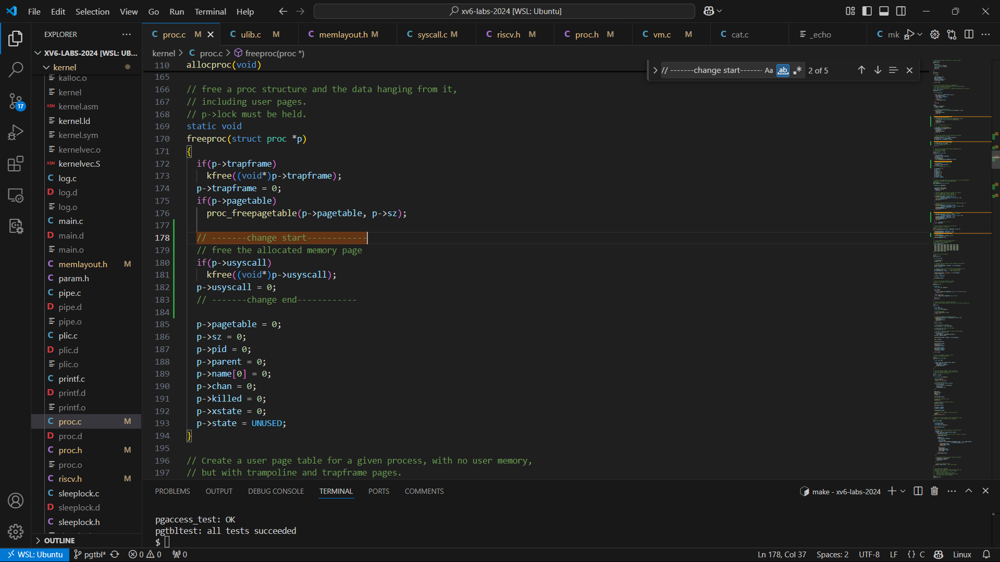 File Edit Selection View Go Run Terminal Help
xv6-labs-2024 [WSL: Ubuntu]
EXPLORER
proc.c M
ulib.c M
memlayout.h M
syscall.c M
riscv.h M
proc.h M
vm.c M
cat.c
_echo
mk
XV6-LABS-2024 [WSL: UB...
kernel
kalloc.o
kernel
ASM kernel.asm
kernel.ld
kernel.sym
kernelvec.o
ASM kernelvec.S
C log.c
D log.d
log.o
C main.c
D main.d
main.o
C memlayout.h M
C param.h
C pipe.c
D pipe.d
pipe.o
C plic.c
D plic.d
plic.o
C printf.c
D printf.d
printf.o
C proc.c M
D proc.d
C proc.h M
proc.o
C riscv.h M
C sleeplock.c
D sleeplock.d
C sleeplock.h
OUTLINE
17
kernel > C proc.c > freeproc(proc *)
// -------change start------- Aa ab 2 of 5
110 allocproc(void)
165
166 // free a proc structure and the data hanging from it,
167 // including user pages.
168 // p->lock must be held.
169 static void
170 freeproc(struct proc *p)
171 {
172 if(p->trapframe)
173 kfree((void*)p->trapframe);
174 p->trapframe = 0;
175 if(p->pagetable)
176 proc_freepagetable(p->pagetable, p->sz);
177
178 // -------change start------------
179 // free the allocated memory page
180 if(p->usyscall)
181 kfree((void*)p->usyscall);
182 p->usyscall = 0;
183 // -------change end------------
184
185 p->pagetable = 0;
186 p->sz = 0;
187 p->pid = 0;
188 p->parent = 0;
189 p->name[0] = 0;
190 p->chan = 0;
191 p->killed = 0;
192 p->xstate = 0;
193 p->state = UNUSED;
194 }
195
196 // Create a user page table for a given process, with no user memory,
197 // but with trampoline and trapframe pages.
PROBLEMS OUTPUT DEBUG CONSOLE TERMINAL PORTS COMMENTS
make - xv6-labs-2024
pgaccess_test: OK
pgtbltest: all tests succeeded
$
WSL: Ubuntu pgtbl* 0 0 0
Ln 178, Col 37 Spaces: 2 UTF-8 LF {} C Linux